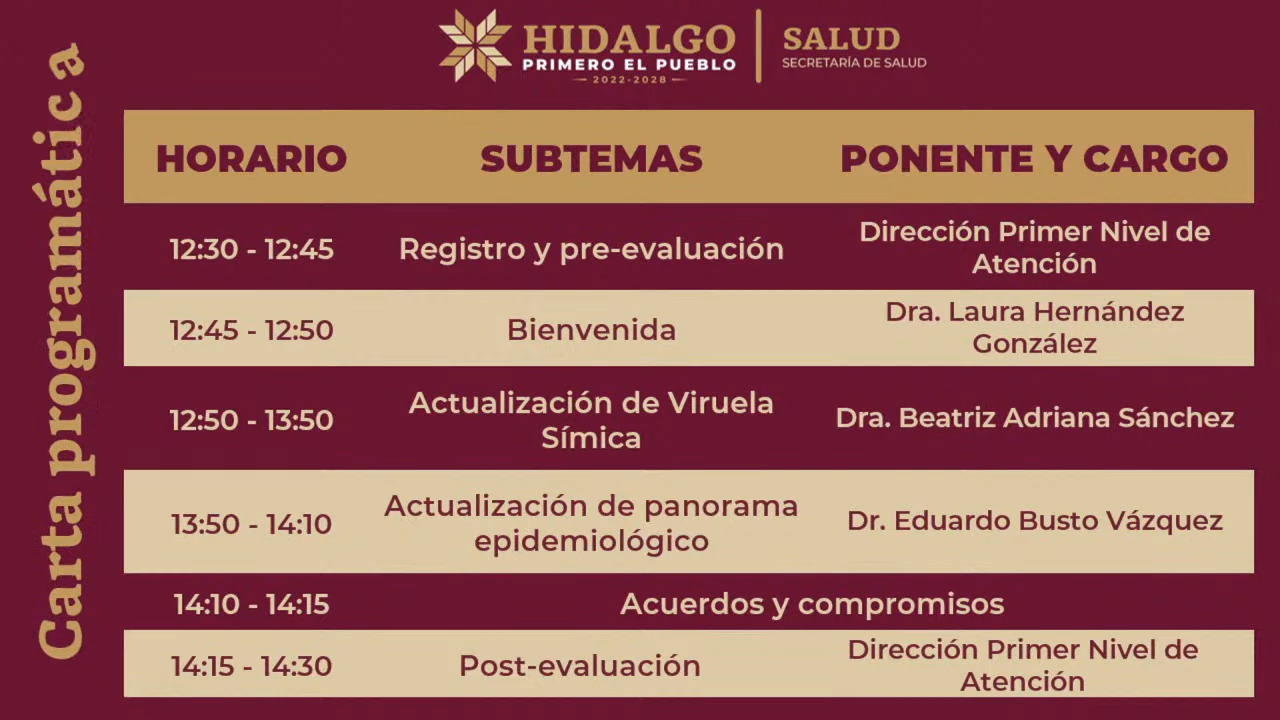 HIDALGO
PRIMERO EL PUEBLO
2022-2028
SALUD
SECRETARÍA DE SALUD
Carta programática
HORARIO
SUBTEMAS
PONENTE Y CARGO
12:30 - 12:45
Registro y pre-evaluación
Dirección Primer Nivel de
Atención
12:45 - 12:50
Bienvenida
Dra. Laura Hernández
González
12:50 - 13:50
Actualización de Viruela
Símica
Dra. Beatriz Adriana Sánchez
13:50 - 14:10
Actualización de panorama
epidemiológico
Dr. Eduardo Busto Vázquez
14:10 - 14:15
Acuerdos y compromisos
14:15 - 14:30
Post-evaluación
Dirección Primer Nivel de
Atención